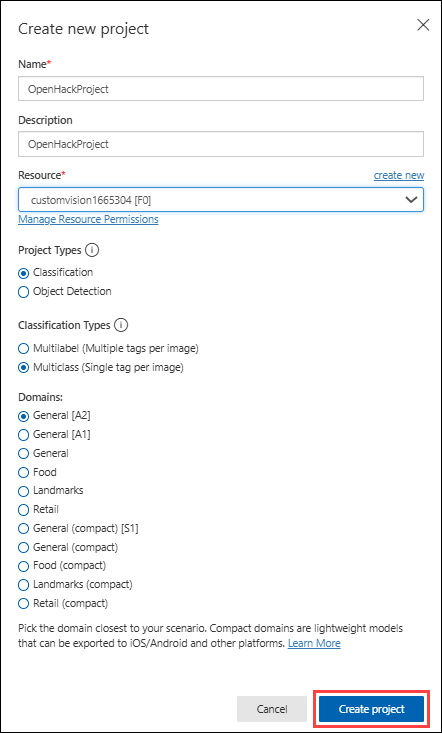 Create new project
Name*
OpenHackProject
Description
OpenHackProject
Resource* create new
customvision1665304 [F0]
Manage Resource Permissions
Project Types i
Classification
Object Detection
Classification Types i
Multilabel (Multiple tags per image)
Multiclass (Single tag per image)
Domains:
General [A2]
General [A1]
General
Food
Landmarks
Retail
General (compact) [S1]
General (compact)
Food (compact)
Landmarks (compact)
Retail (compact)
Pick the domain closest to your scenario. Compact domains are lightweight models
that can be exported to iOS/Android and other platforms. Learn More
Cancel Create project